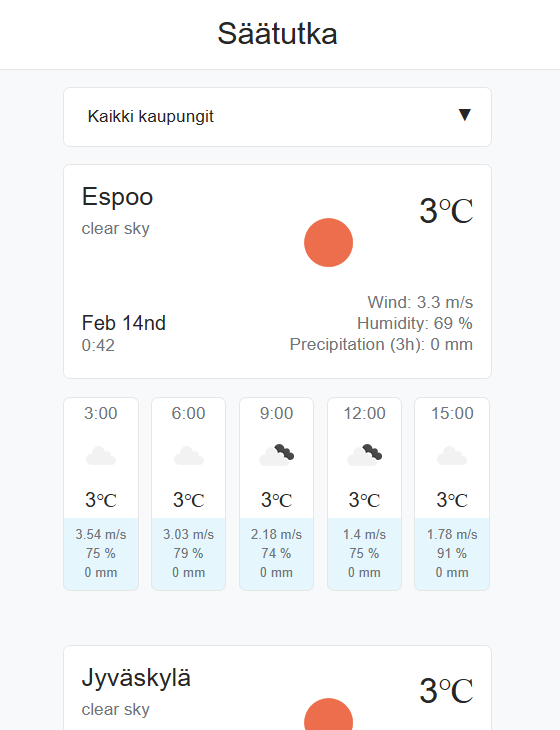 Säätutka
Kaikki kaupungit ▼
Espoo
3°C
clear sky
Wind: 3.3 m/s
Feb 14nd
Humidity: 69 %
0:42
Precipitation (3h): 0 mm
3:00 6:00 9:00 12:00 15:00
3°C 3°C 3°C 3°C 3°C
3.54 m/s 3.03 m/s 2.18 m/s 1.4 m/s 1.78 m/s
75 % 79 % 74 % 75 % 91 %
0 mm 0 mm 0 mm 0 mm 0 mm
Jyväskylä
3°C
clear sky